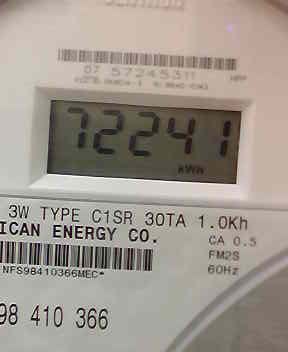 07 57245311
72241
kWH
3W TYPE C1SR 30TA 1.0Kh
ICAN ENERGY CO.
CA 0.5
FM2S
60Hz
NFS98410366MEC*
98 410 366